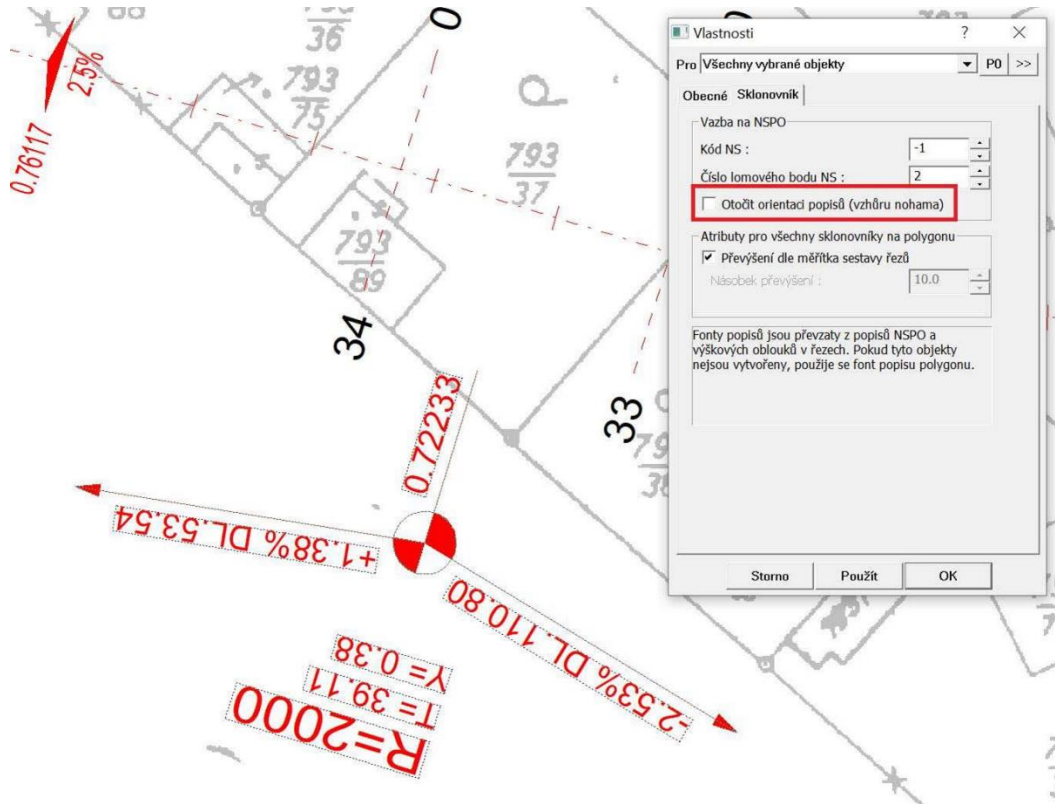 36
0
2.5%
793
75
0.76117
793
37
793
89
34
33
0.72233
+1.38% DL.53.54
-2.53% DL.110.80
Y= 0.38
T= 39.11
R=2000
Vlastnosti
?
Pro
Všechny vybrané objekty
P0
>>
Obecné
Sklonovník
Vazba na NSPO
Kód NS :
-1
Číslo lomového bodu NS :
2
Otočit orientaci popisů (vzhůru nohama)
Atributy pro všechny sklonovníky na polygonu
Převýšení dle měřítka sestavy řezů
Násobek převýšení :
10.0
Fonty popisů jsou převzaty z popisů NSPO a
výškových oblouků v řezech. Pokud tyto objekty
nejsou vytvořeny, použije se font popisu polygonu.
Storno
Použít
OK